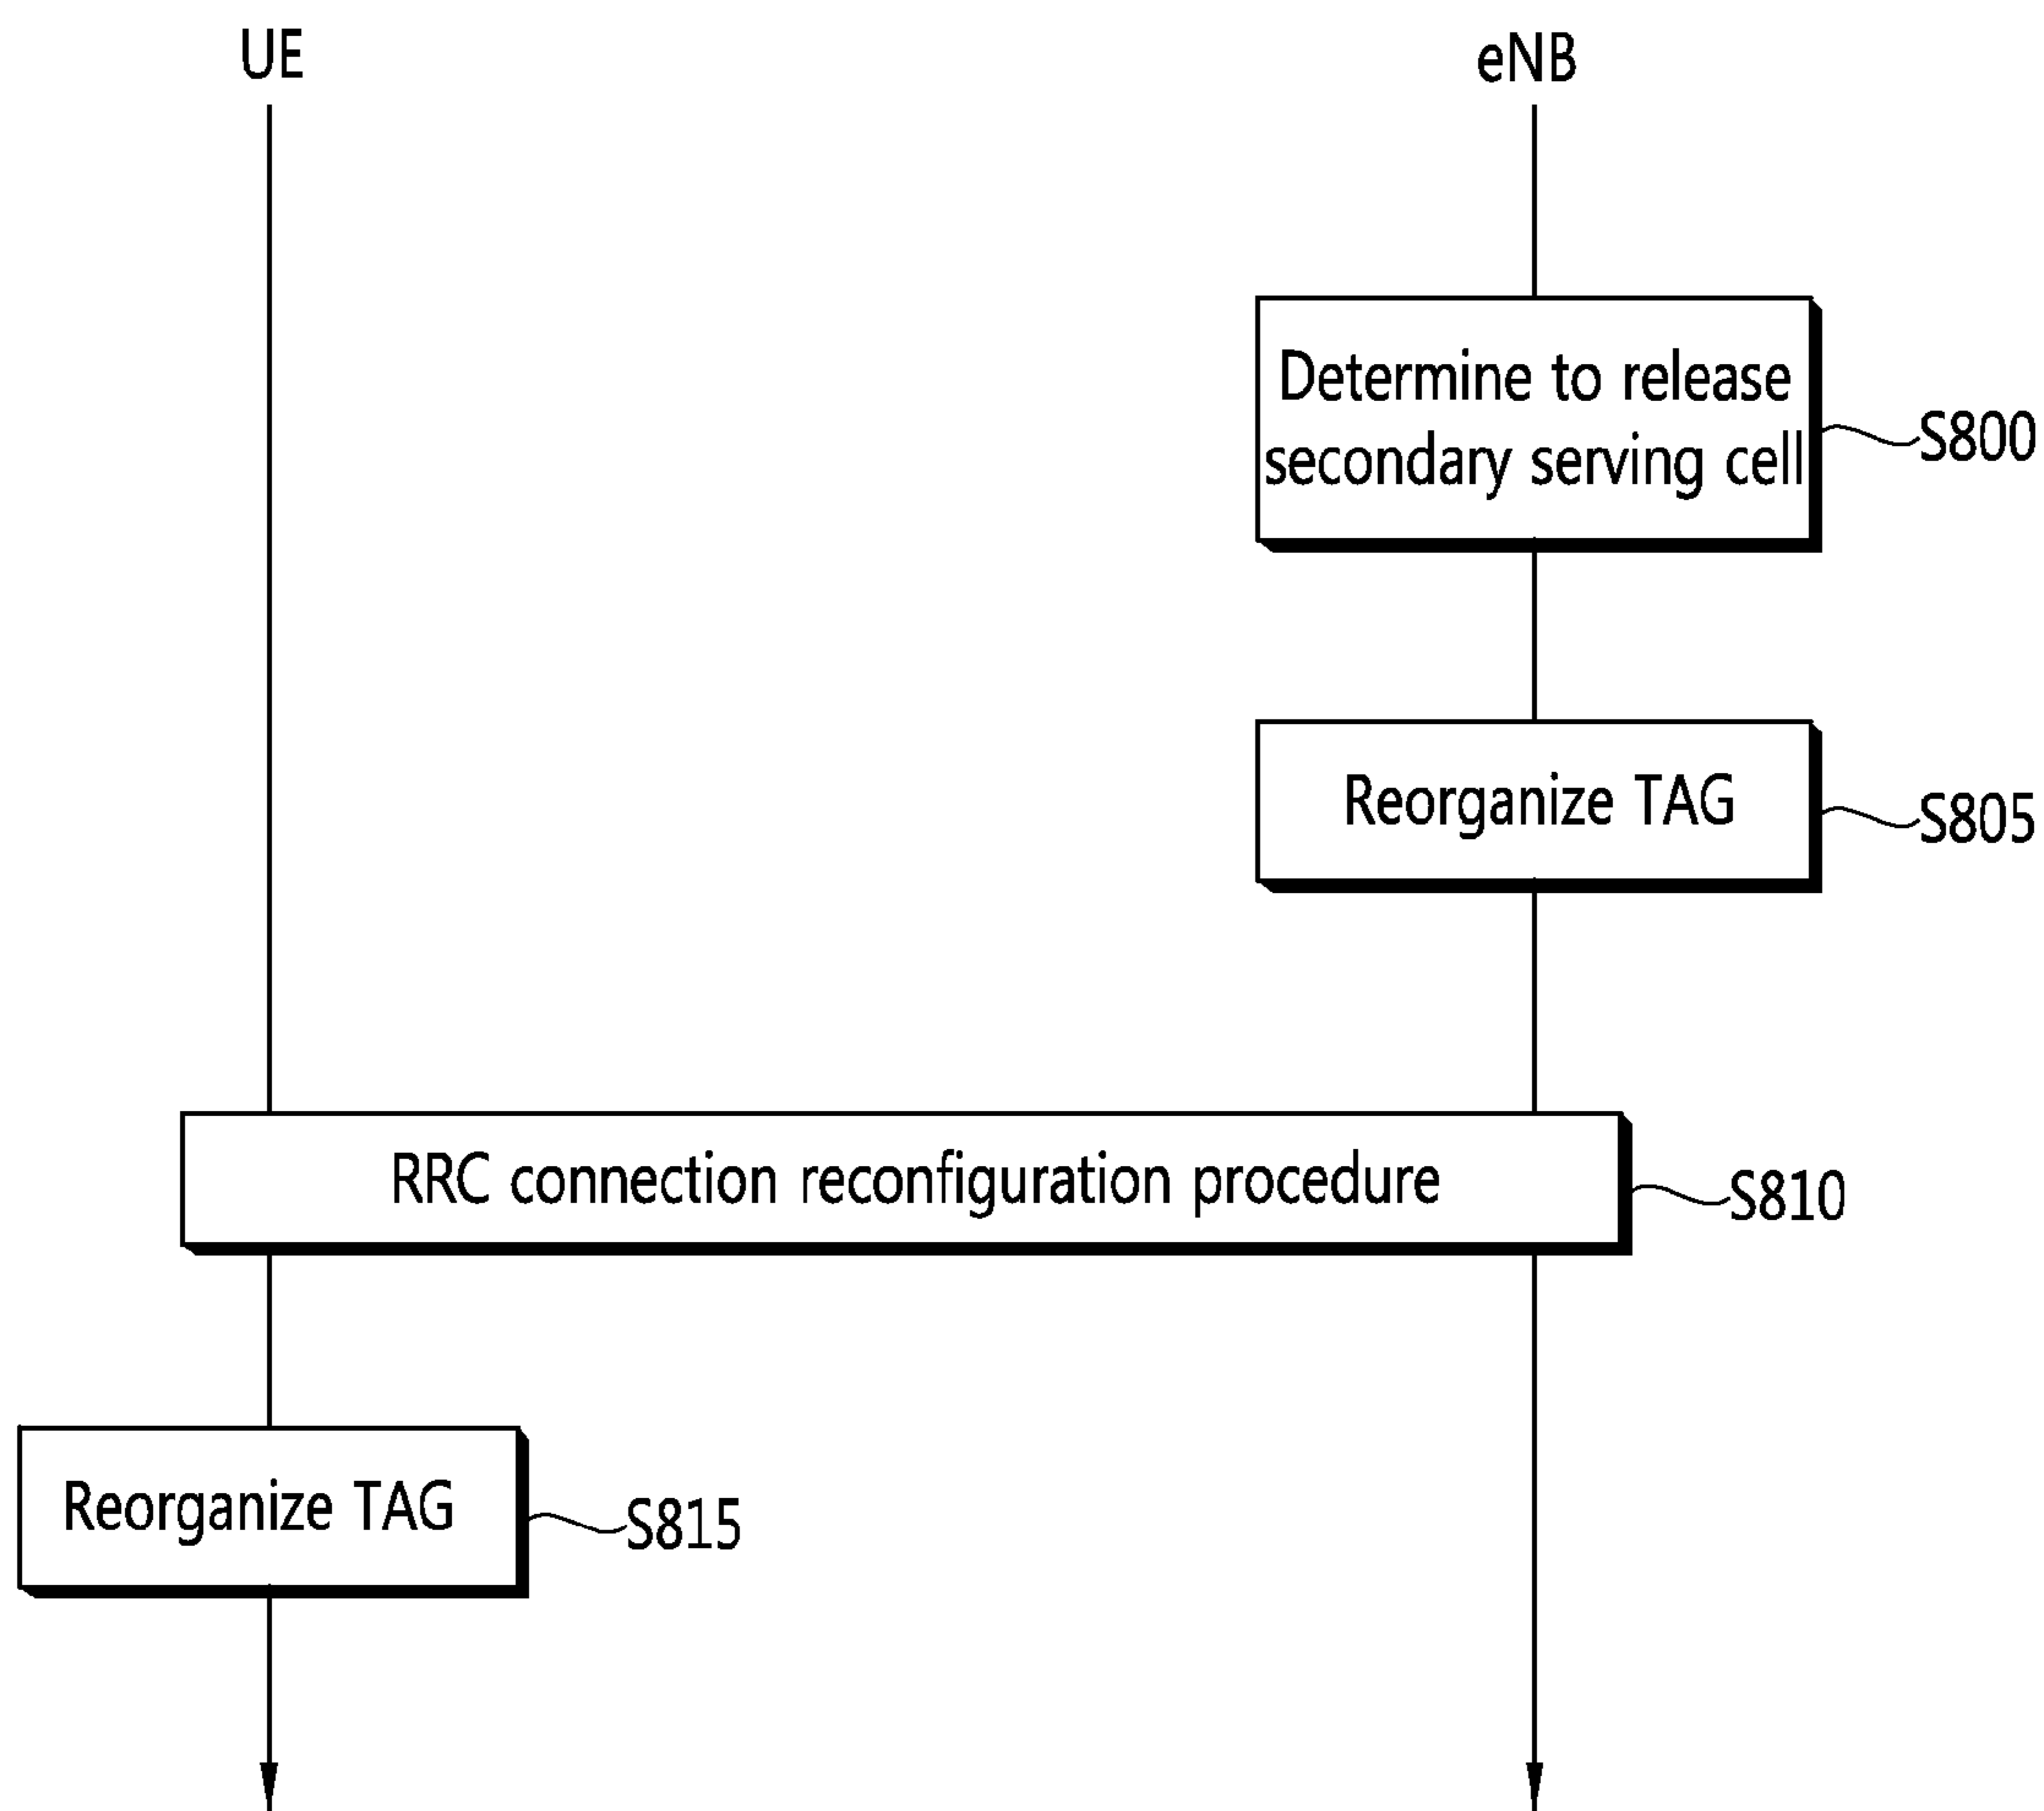 UE
eNB
Determine to release
secondary serving cell
S800
Reorganize TAG
S805
RRC connection reconfiguration procedure
S810
Reorganize TAG
S815